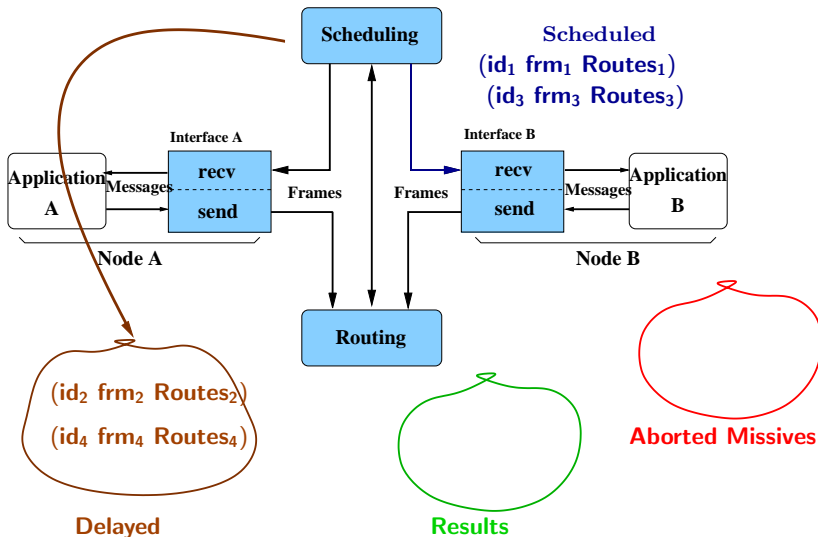 Scheduling
Scheduled
(id₁ frm₁ Routes₁)
(id₃ frm₃ Routes₃)
Interface A
Interface B
Application
A
Messages
recv
send
Frames
Frames
recv
send
Messages
Application
B
Node A
Node B
Routing
(id₂ frm₂ Routes₂)
(id₄ frm₄ Routes₄)
Aborted Missives
Delayed
Results